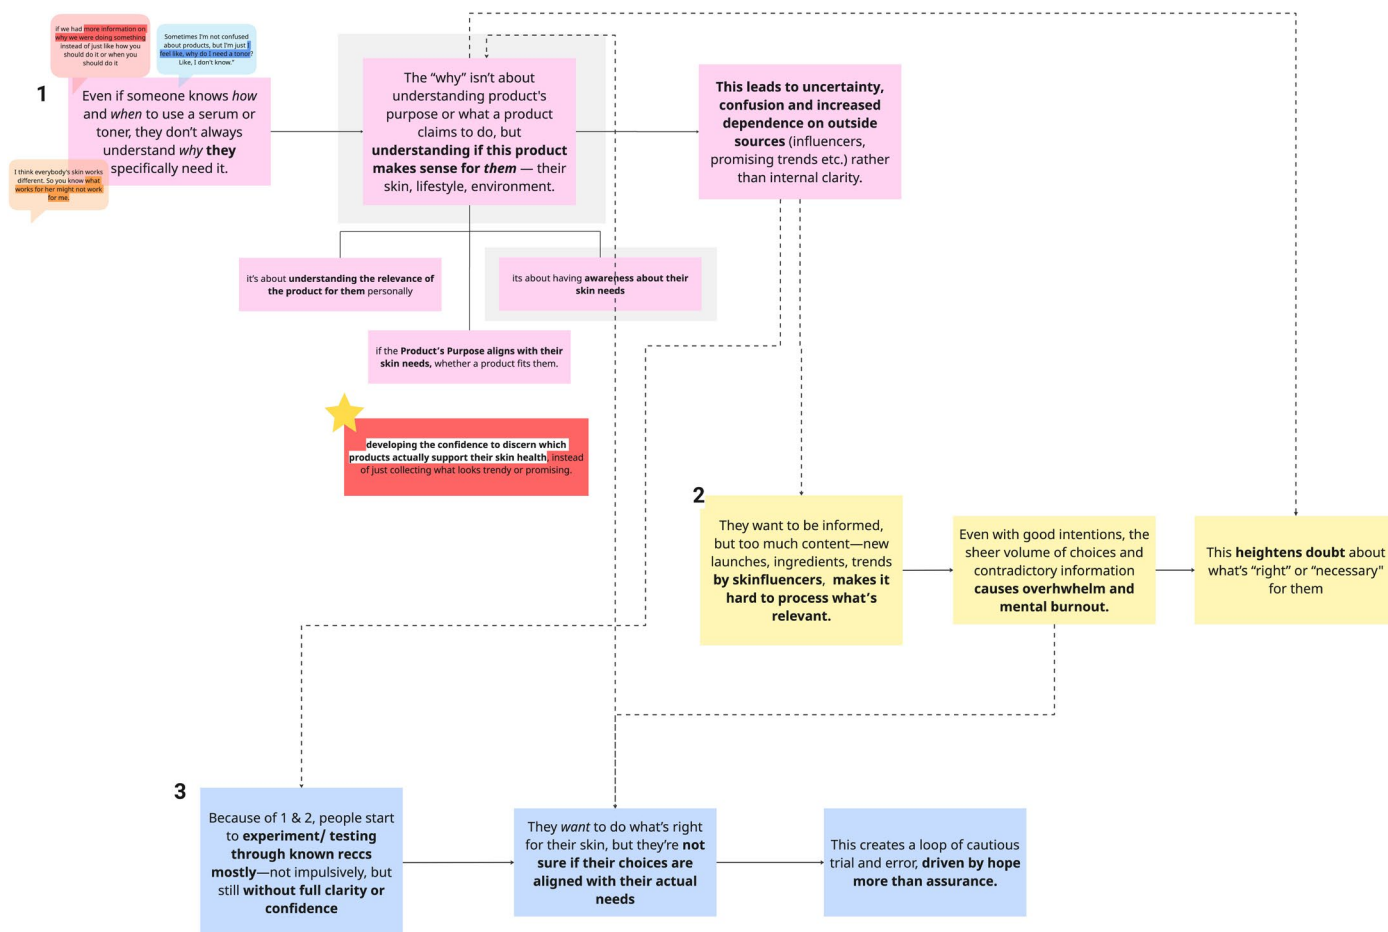 if we had more information on
why we were doing something
instead of just like how you
should do it or when you
should do it
Sometimes I'm not confused
about products, but I'm just I
feel like, why do I need a toner?
Like, I don't know."
1
Even if someone knows how
and when to use a serum or
toner, they don't always
understand why they
specifically need it.
I think everybody's skin works
different. So you know what
works for her might not work
for me.
The “why” isn’t about
understanding product's
purpose or what a product
claims to do, but
understanding if this product
makes sense for them — their
skin, lifestyle, environment.
This leads to uncertainty,
confusion and increased
dependence on outside
sources (influencers,
promising trends etc.) rather
than internal clarity.
it’s about understanding the relevance of
the product for them personally
its about having awareness about their
skin needs
if the Product’s Purpose aligns with their
skin needs, whether a product fits them.
developing the confidence to discern which
products actually support their skin health, instead
of just collecting what looks trendy or promising.
2
They want to be informed,
but too much content—new
launches, ingredients, trends
by skinfluencers, makes it
hard to process what’s
relevant.
Even with good intentions, the
sheer volume of choices and
contradictory information
causes overhwhelm and
mental burnout.
This heightens doubt about
what’s “right” or “necessary"
for them
3
Because of 1 & 2, people start
to experiment/ testing
through known reccs
mostly—not impulsively, but
still without full clarity or
confidence
They want to do what’s right
for their skin, but they’re not
sure if their choices are
aligned with their actual
needs
This creates a loop of cautious
trial and error, driven by hope
more than assurance.